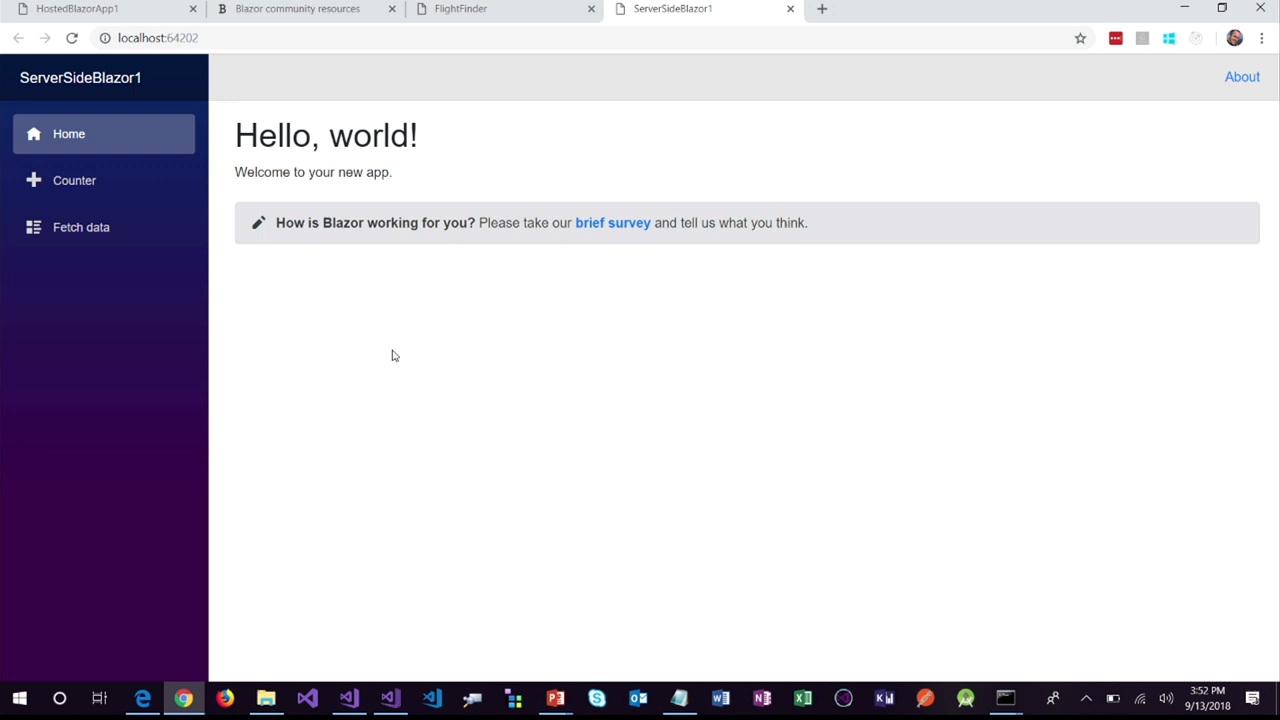 HostedBlazorApp1
Blazor community resources
FlightFinder
ServerSideBlazor1
localhost:64202
ServerSideBlazor1
About
Home
Counter
Fetch data
Hello, world!
Welcome to your new app.
How is Blazor working for you? Please take our brief survey and tell us what you think.
3:52 PM
9/13/2018